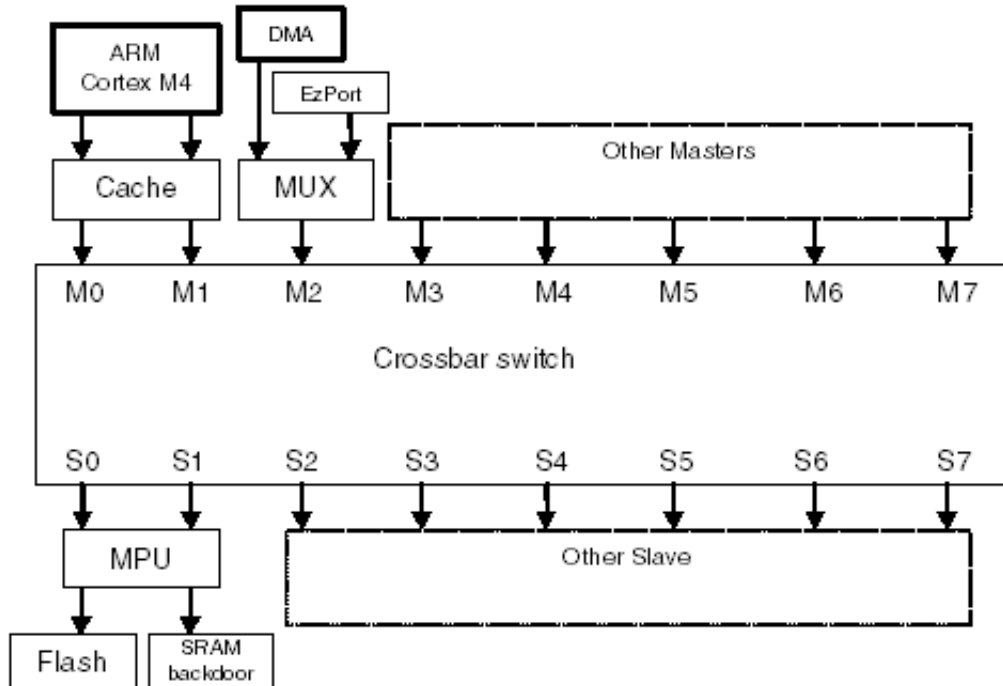 ARM
Cortex M4
DMA
EzPort
Cache
MUX
Other Masters
M0 M1 M2 M3 M4 M5 M6 M7
Crossbar switch
S0 S1 S2 S3 S4 S5 S6 S7
MPU
Other Slave
Flash
SRAM
backdoor